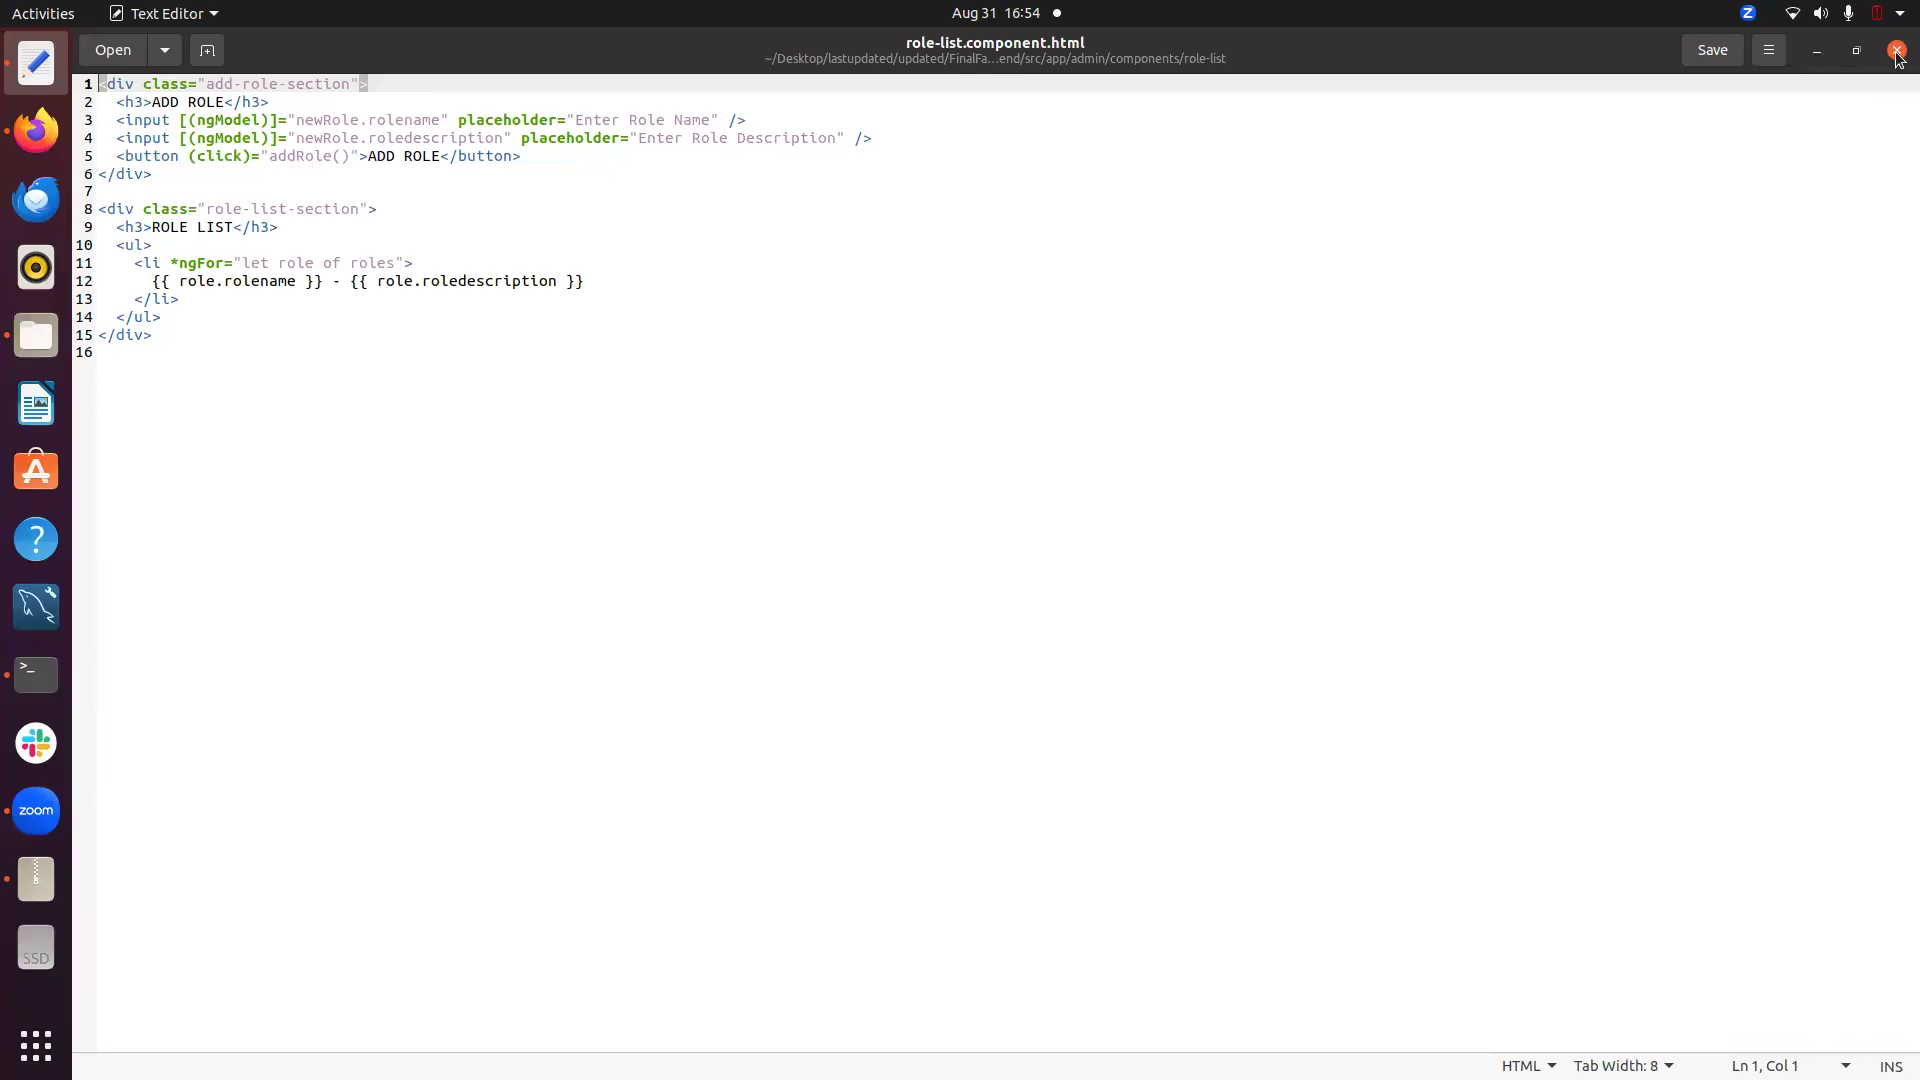 Activities
Text Editor
Aug 31 16:54
Z
Open
role-list.component.html
~/Desktop/lastupdated/updated/FinalFa...end/src/app/admin/components/role-list
Save
1 <div class="add-role-section">
2   <h3>ADD ROLE</h3>
3   <input [(ngModel)]="newRole.rolename" placeholder="Enter Role Name" />
4   <input [(ngModel)]="newRole.roledescription" placeholder="Enter Role Description" />
5   <button (click)="addRole()">ADD ROLE</button>
6 </div>
7
8 <div class="role-list-section">
9   <h3>ROLE LIST</h3>
10   <ul>
11     <li *ngFor="let role of roles">
12       {{ role.rolename }} - {{ role.roledescription }}
13     </li>
14   </ul>
15 </div>
16
>_
zoom
SSD
HTML
Tab Width: 8
Ln 1, Col 1
INS